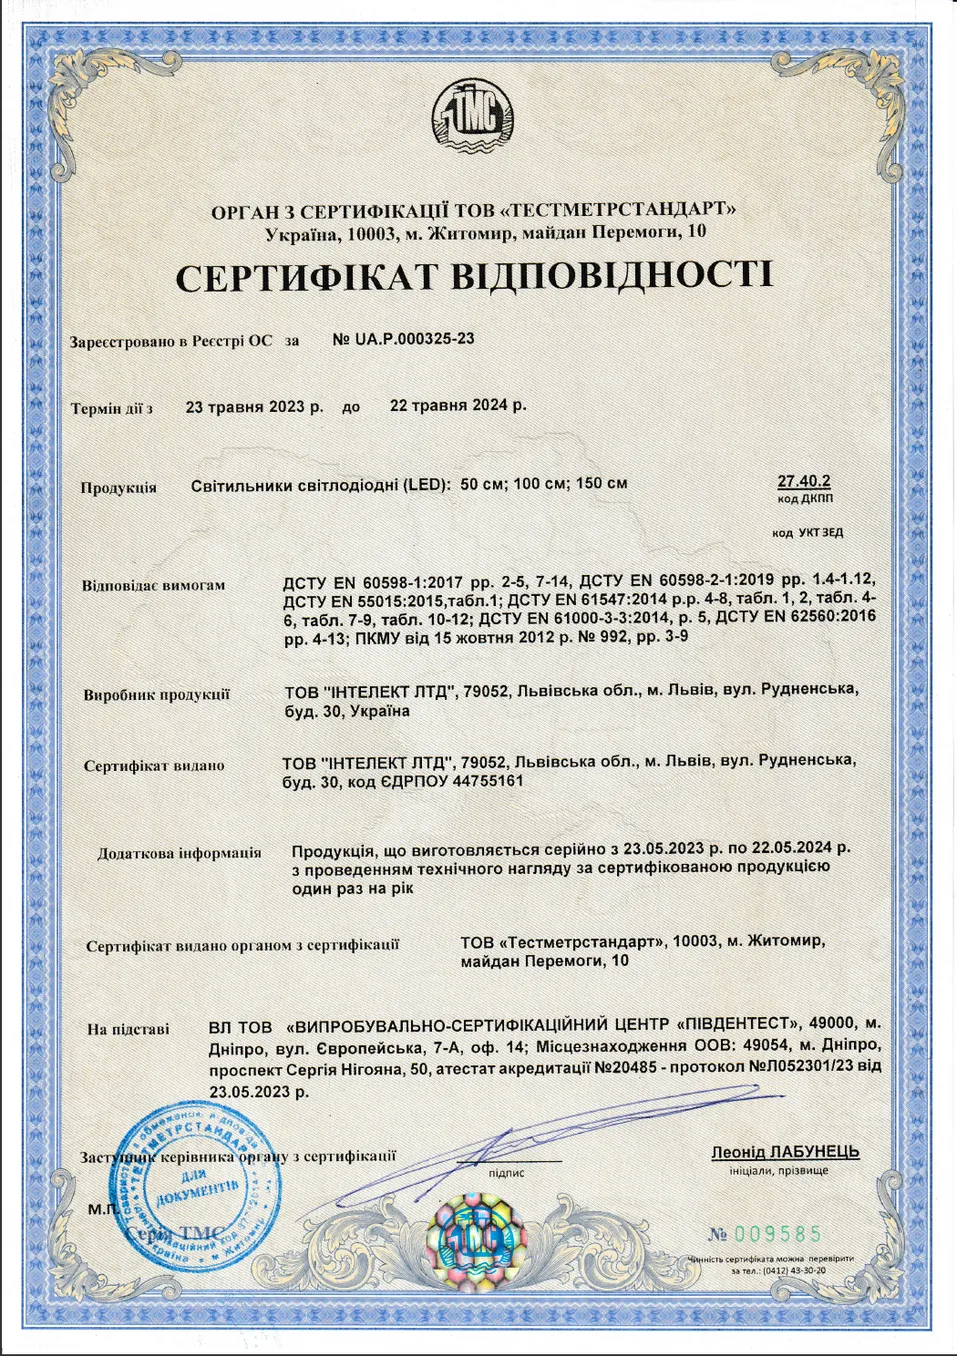 ТМС
ОРГАН З СЕРТИФІКАЦІЇ ТОВ «ТЕСТМЕТРСТАНДАРТ»
Україна, 10003, м. Житомир, майдан Перемоги, 10
СЕРТИФІКАТ ВІДПОВІДНОСТІ
Зареєстровано в Реєстрі ОС за № UA.P.000325-23
Термін дії з 23 травня 2023 р. до 22 травня 2024 р.
Продукція Світильники світлодіодні (LED): 50 см; 100 см; 150 см 27.40.2
код ДКПП
код УКТЗЕД
Відповідає вимогам ДСТУ EN 60598-1:2017 рр. 2-5, 7-14, ДСТУ EN 60598-2-1:2019 рр. 1.4-1.12,
ДСТУ EN 55015:2015,табл.1; ДСТУ EN 61547:2014 р.р. 4-8, табл. 1, 2, табл. 4-
6, табл. 7-9, табл. 10-12; ДСТУ EN 61000-3-3:2014, р. 5, ДСТУ EN 62560:2016
рр. 4-13; ПКМУ від 15 жовтня 2012 р. № 992, рр. 3-9
Виробник продукції ТОВ "ІНТЕЛЕКТ ЛТД", 79052, Львівська обл., м. Львів, вул. Рудненська,
буд. 30, Україна
Сертифікат видано ТОВ "ІНТЕЛЕКТ ЛТД", 79052, Львівська обл., м. Львів, вул. Рудненська,
буд. 30, код ЄДРПОУ 44755161
Додаткова інформація Продукція, що виготовляється серійно з 23.05.2023 р. по 22.05.2024 р.
з проведенням технічного нагляду за сертифікованою продукцією
один раз на рік
Сертифікат видано органом з сертифікації ТОВ «Тестметрстандарт», 10003, м. Житомир,
майдан Перемоги, 10
На підставі ВЛ ТОВ «ВИПРОБУВАЛЬНО-СЕРТИФІКАЦІЙНИЙ ЦЕНТР «ПІВДЕНТЕСТ», 49000, м.
Дніпро, вул. Європейська, 7-А, оф. 14; Місцезнаходження ООВ: 49054, м. Дніпро,
проспект Сергія Нігояна, 50, атестат акредитації №20485 - протокол №Л052301/23 від
23.05.2023 р.
Заступник керівника органу з сертифікації
підпис
Леонід ЛАБУНЕЦЬ
ініціали, прізвище
М.П.
ТЕСТМЕТРСТАНДАРТ
ДЛЯ
ДОКУМЕНТІВ
Серія ТМС
ТМС
№ 009585
Чинність сертифіката можна перевірити
за тел.: (0412) 43-30-20